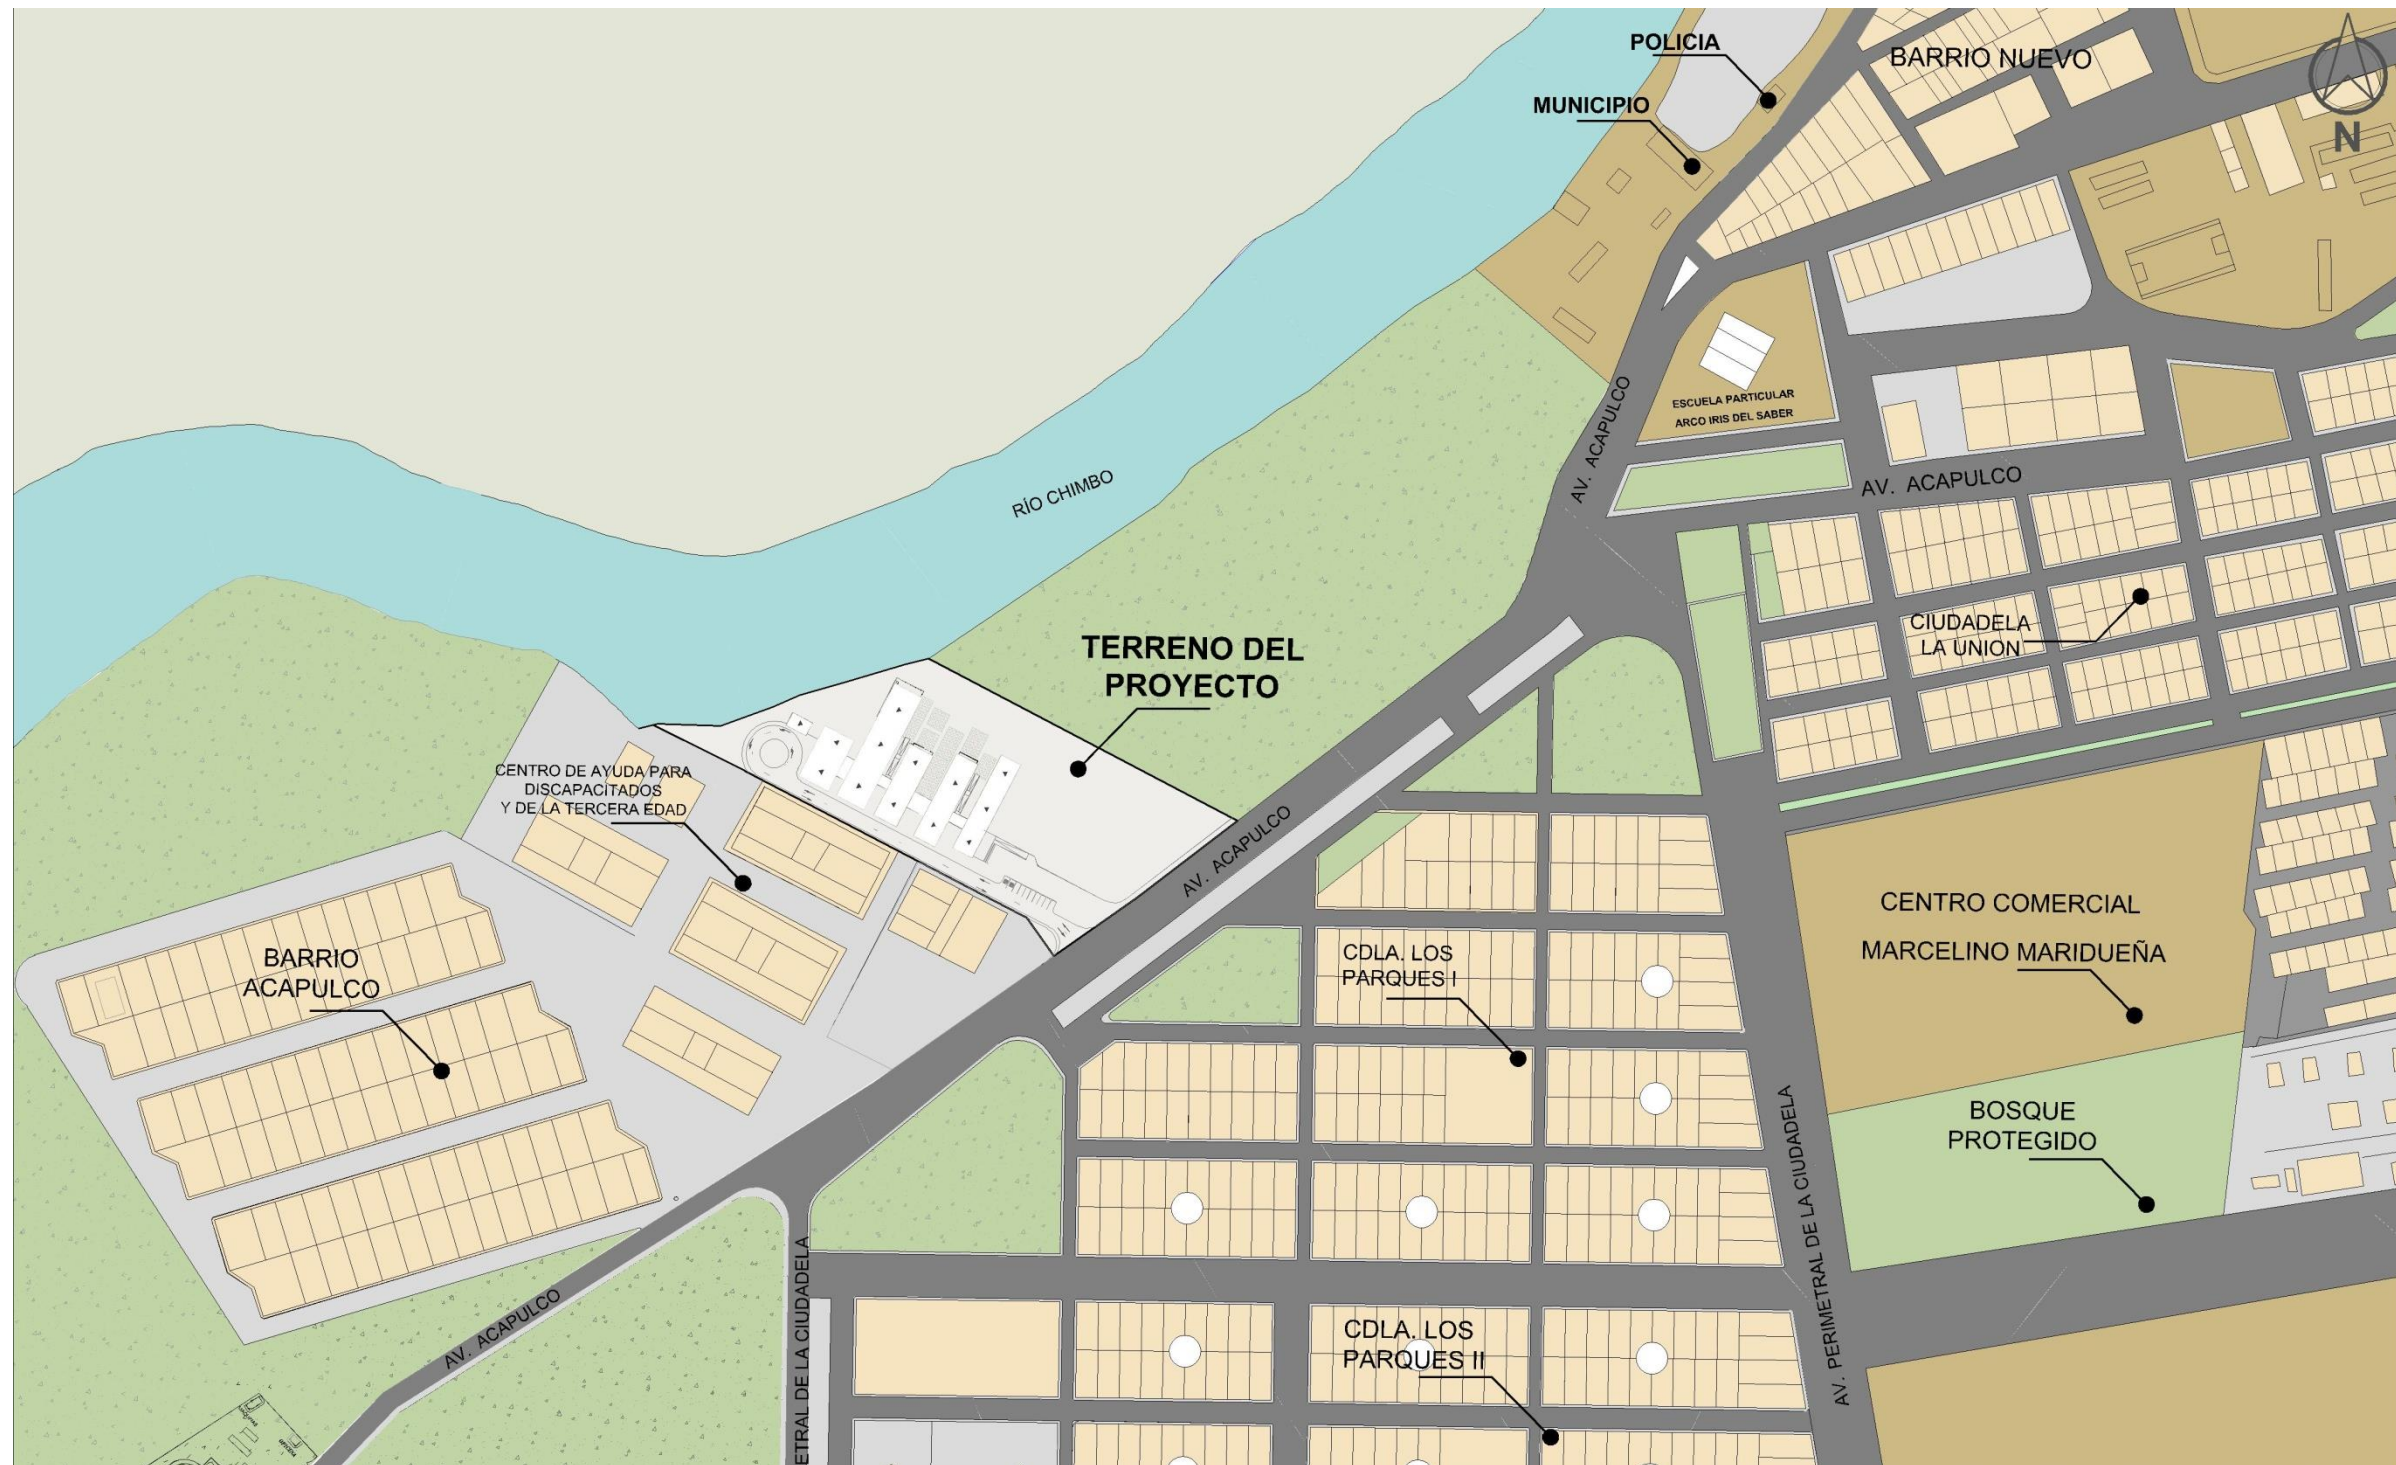 POLICIA
BARRIO NUEVO
MUNICIPIO
N
ESCUELA PARTICULAR
ARCO IRIS DEL SABER
AV. ACAPULCO
AV. ACAPULCO
RÍO CHIMBO
CIUDADELA
LA UNION
TERRENO DEL
PROYECTO
CENTRO DE AYUDA PARA
DISCAPACITADOS
Y DE LA TERCERA EDAD
AV. ACAPULCO
CENTRO COMERCIAL
MARCELINO MARIDUEÑA
BARRIO
ACAPULCO
CDLA. LOS
PARQUES I
BOSQUE
PROTEGIDO
AV. PERIMETRAL DE LA CIUDADELA
ETRAL DE LA CIUDADELA
AV. ACAPULCO
CDLA. LOS
PARQUES II